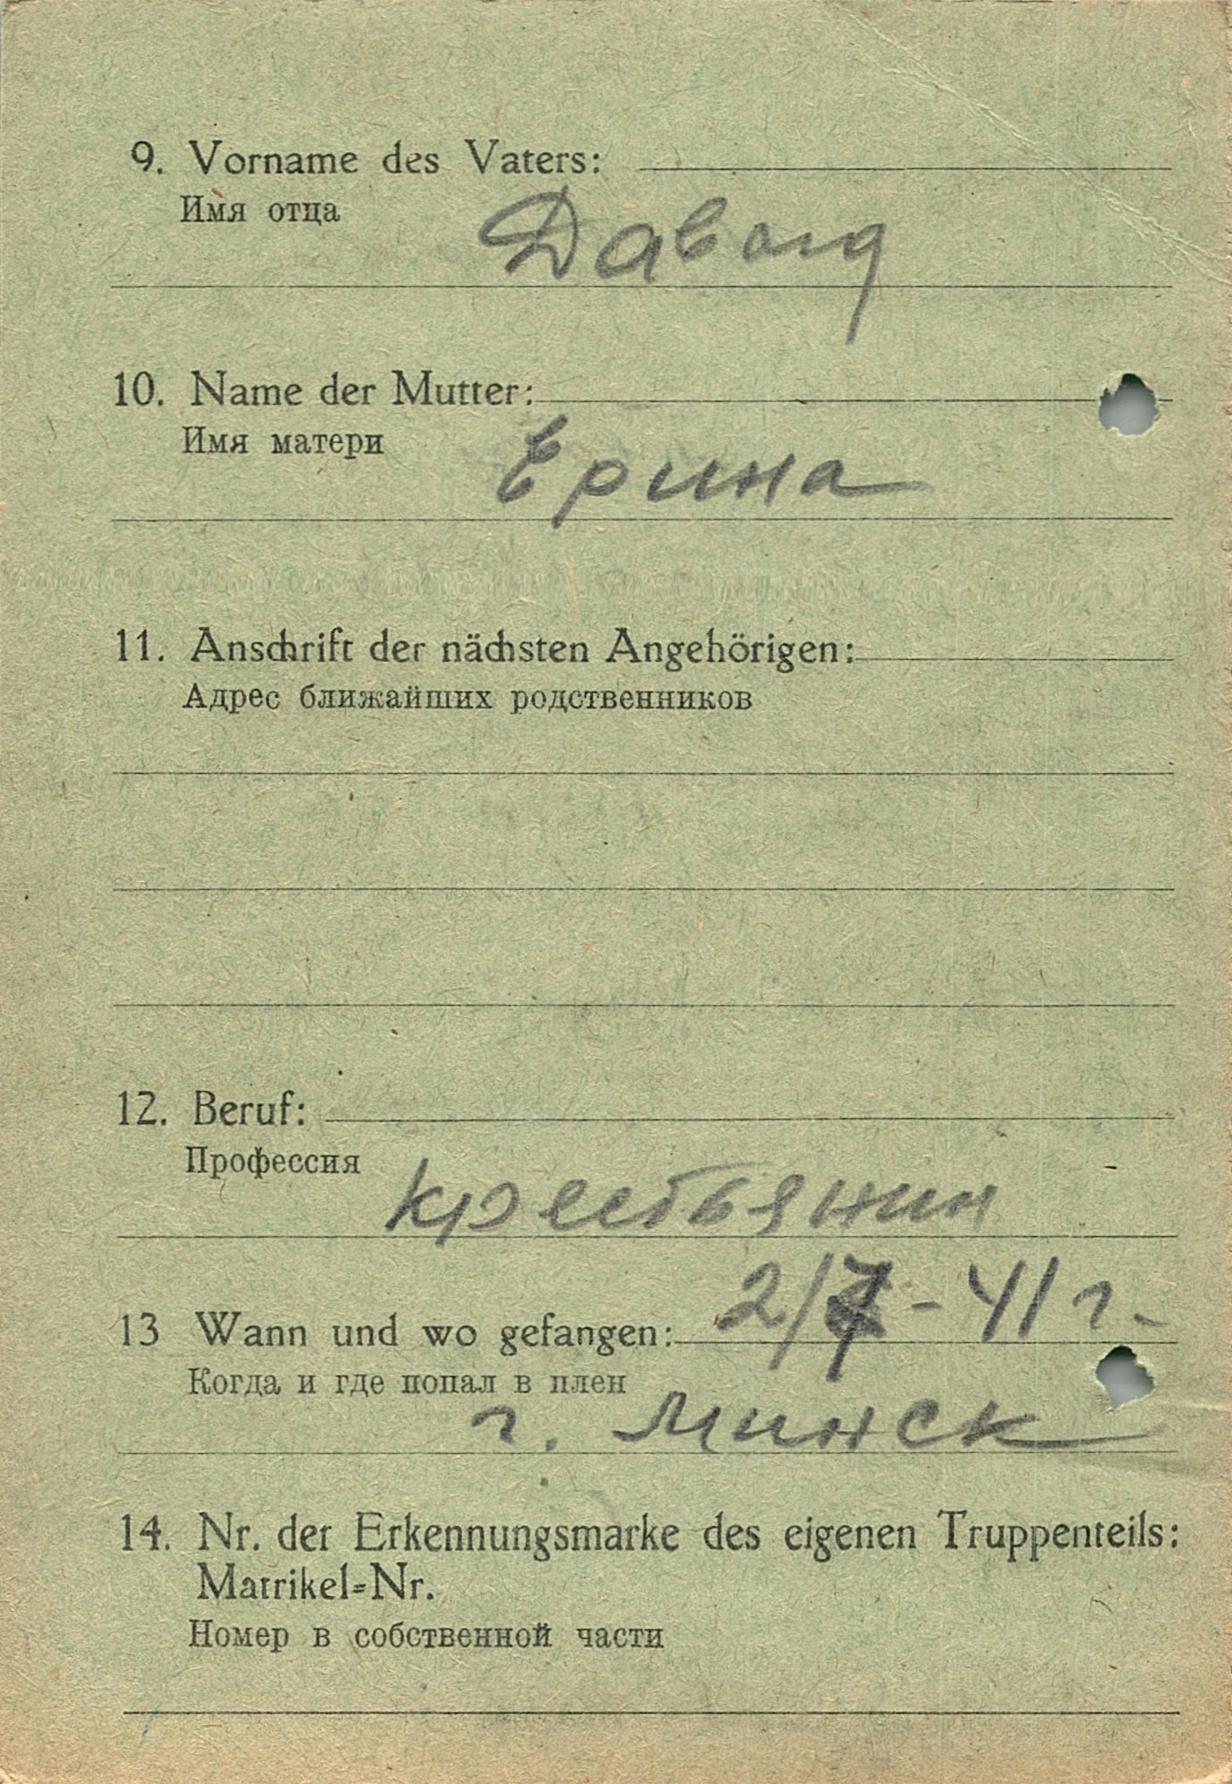 9. Vorname des Vaters:
Имя отца
Давыд
10. Name der Mutter:
Имя матери
Ерина
11. Anschrift der nächsten Angehörigen:
Адрес ближайших родственников
12. Beruf:
Профессия
крестьянин
2/7-41 г.
13 Wann und wo gefangen:
Когда и где попал в плен
г. Минск
14. Nr. der Erkennungsmarke des eigenen Truppenteils:
Matrikel=Nr.
Номер в собственной части